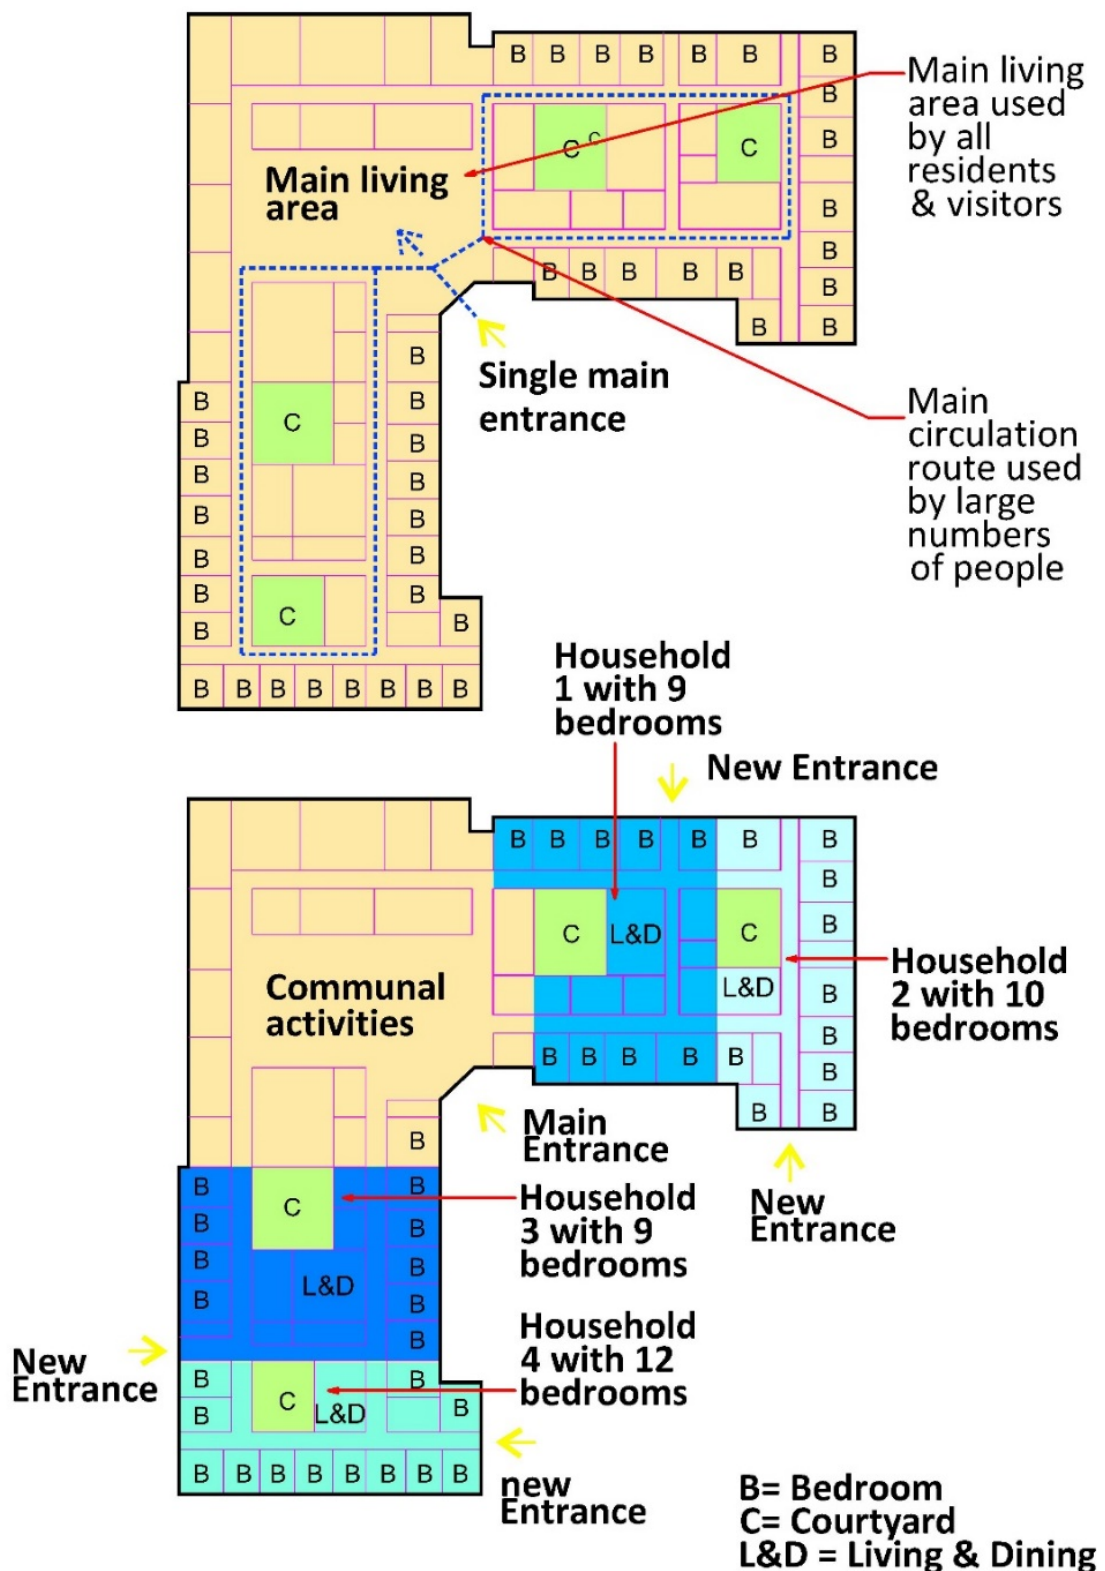 B B B B B B B
Main living
area used
by all
residents
& visitors
B
C C C B
Main living
area
B
B
B B B B B B
B
B B
Single main
entrance
B
Main
circulation
route used
by large
numbers
of people
B B
C
B B
B B
B B
B B
B B
C
B B
B B B B B B B B
Household
1 with 9
bedrooms
New Entrance
B B B B B B B
B
C L&D C B
Household
2 with 10
bedrooms
L&D B
Communal
activities
B
B B B B B B
B B
Main
Entrance
B
New
Entrance
B B
C
Household
3 with 9
bedrooms
B B
B B
L&D
B B
B
New
Entrance
Household
4 with 12
bedrooms
B B
C L&D
B B
B B B B B B B B
new
Entrance
B= Bedroom
C= Courtyard
L&D = Living & Dining